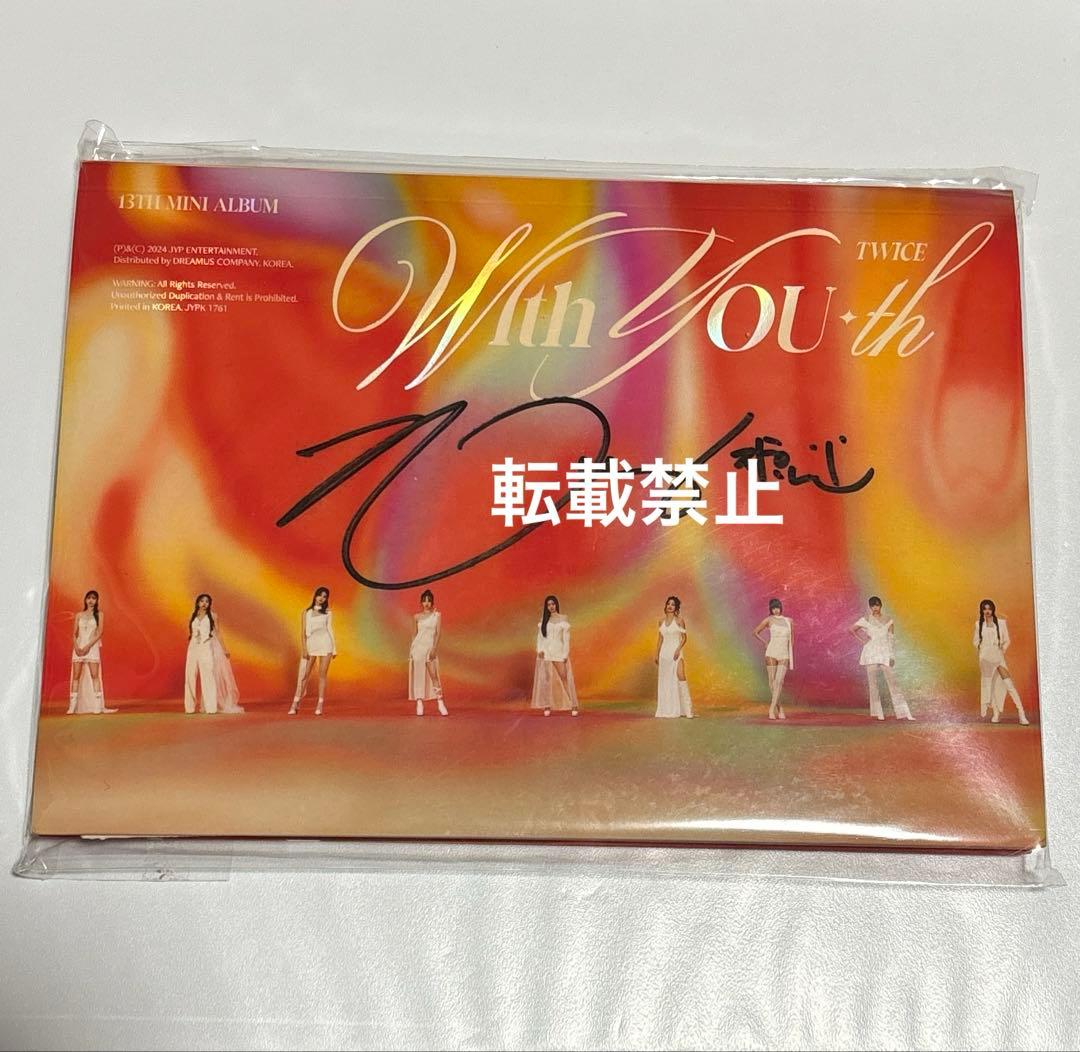 13TH MINI ALBUM
(P)&(C) 2024 JYP ENTERTAINMENT.
Distributed by DREAMUS COMPANY. KOREA.
WARNING: All Rights Reserved.
Unauthorized Duplication & Rent is Prohibited.
Printed in KOREA. JYPK 1761
TWICE
With YOU-th
転載禁止